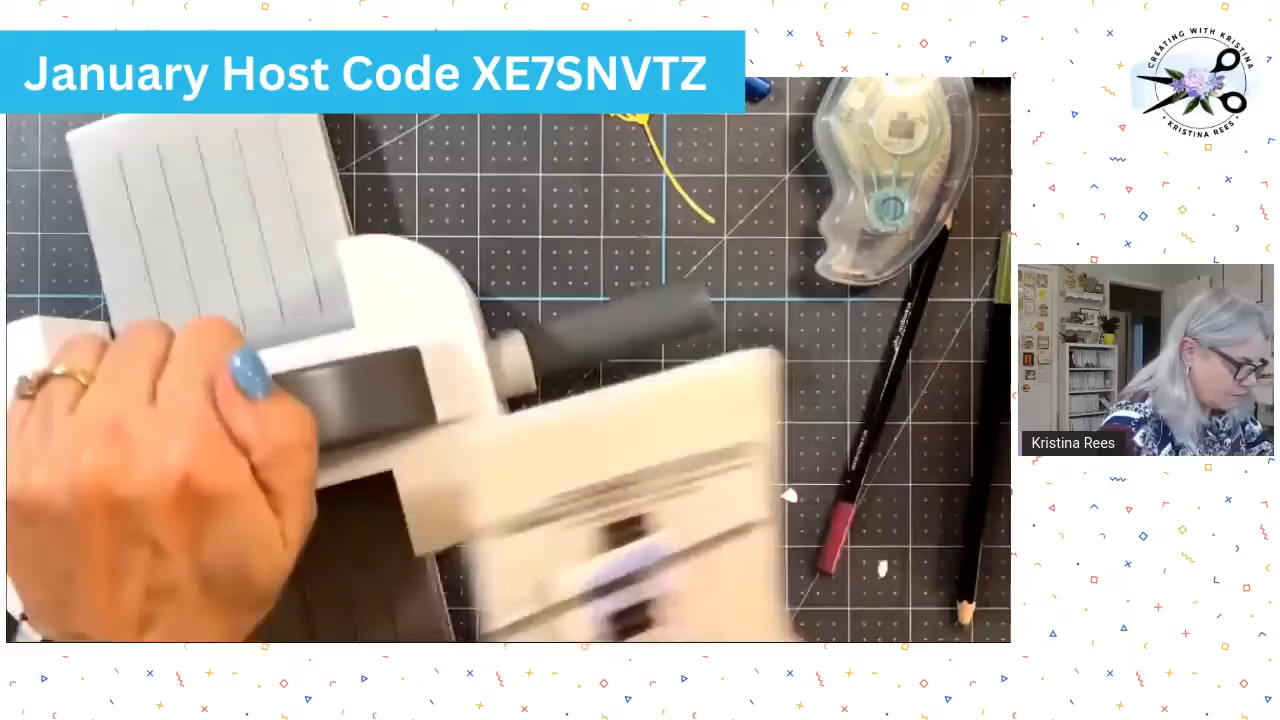 January Host Code XE7SNVTZ
CREATING WITH KRISTINA
• KRISTINA REES •
Kristina Rees